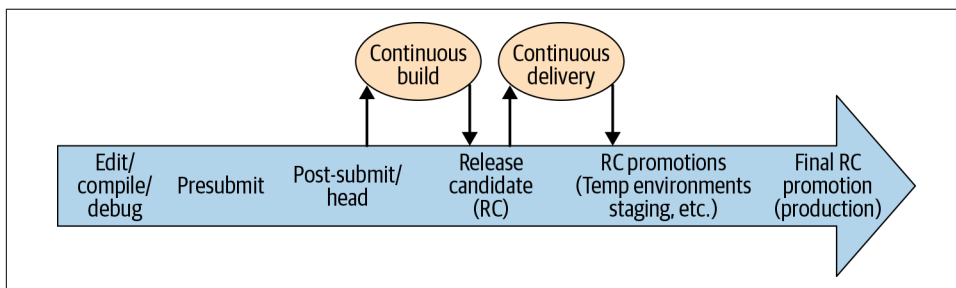 Continuous
build
Continuous
delivery
Edit/
compile/
debug
Presubmit
Post-submit/
head
Release
candidate
(RC)
RC promotions
(Temp environments
staging, etc.)
Final RC
promotion
(production)